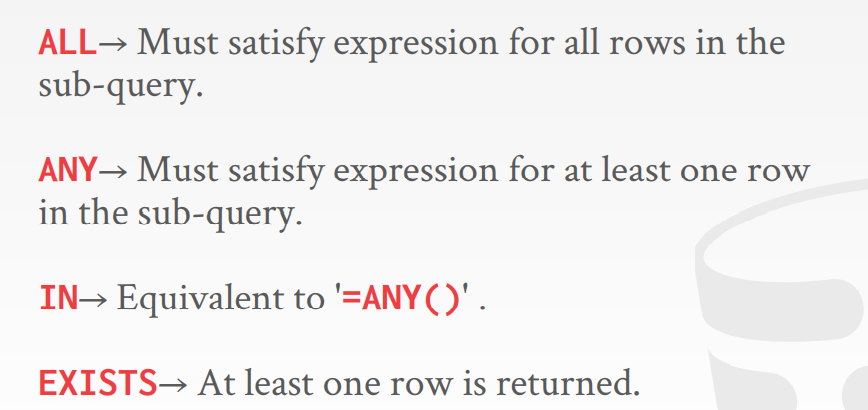 ALL→ Must satisfy expression for all rows in the
sub-query.
ANY→ Must satisfy expression for at least one row
in the sub-query.
IN→ Equivalent to '=ANY()' .
EXISTS→ At least one row is returned.